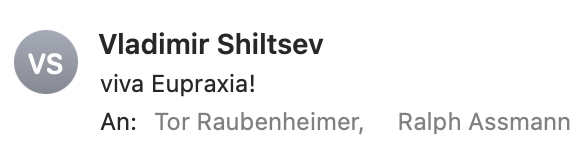 VS
Vladimir Shiltsev
viva Eupraxia!
An: Tor Raubenheimer, Ralph Assmann